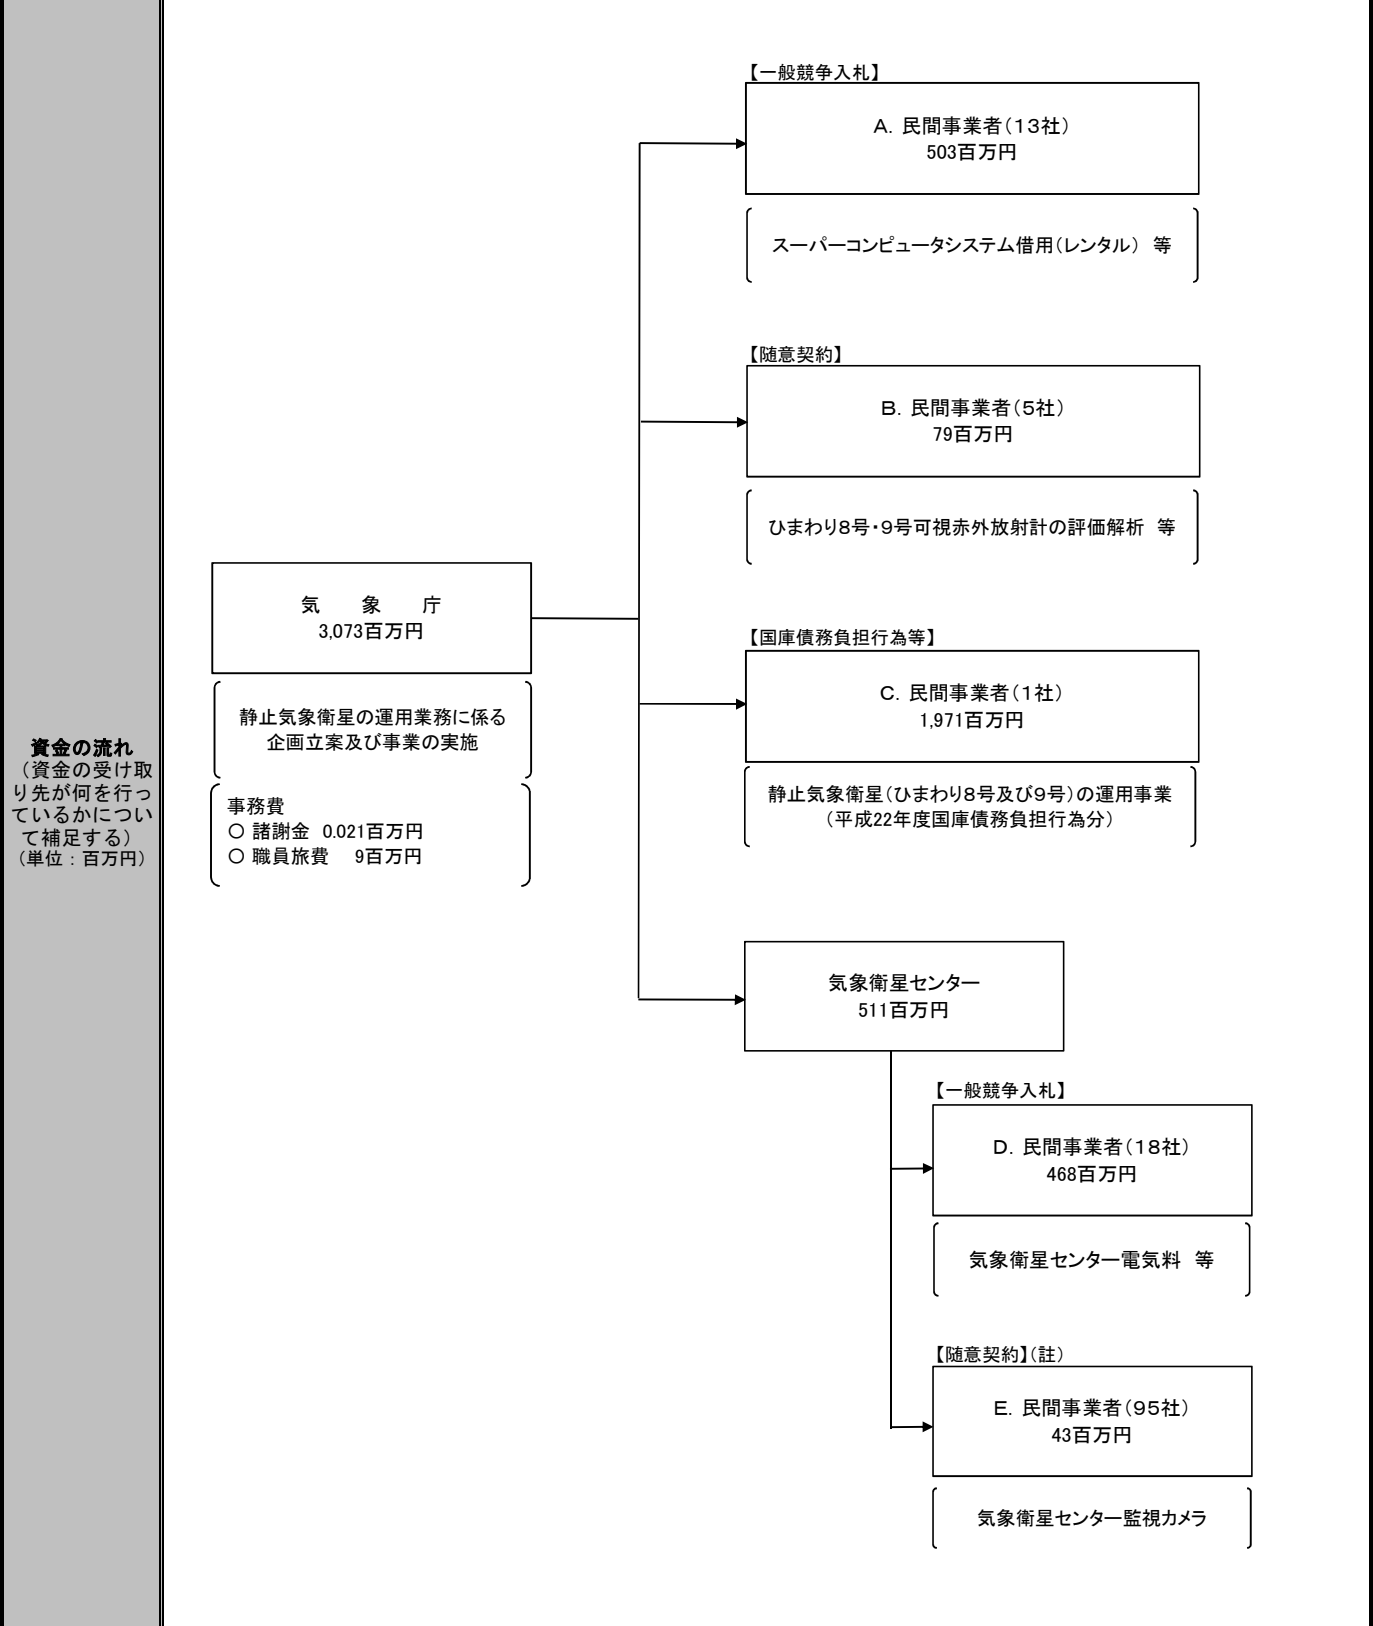 資金の流れ
（資金の受け取
り先が何を行っ
ているかについ
て補足する）
（単位：百万円）
気　象　庁
3,073百万円
静止気象衛星の運用業務に係る
企画立案及び事業の実施
事務費
○ 諸謝金 0.021百万円
○ 職員旅費　9百万円
【一般競争入札】
A. 民間事業者（13社）
503百万円
スーパーコンピュータシステム借用（レンタル）　等
【随意契約】
B. 民間事業者（5社）
79百万円
ひまわり8号・9号可視赤外放射計の評価解析　等
【国庫債務負担行為等】
C. 民間事業者（1社）
1,971百万円
静止気象衛星（ひまわり8号及び9号）の運用事業
（平成22年度国庫債務負担行為分）
気象衛星センター
511百万円
【一般競争入札】
D. 民間事業者（18社）
468百万円
気象衛星センター電気料　等
【随意契約】（註）
E. 民間事業者（95社）
43百万円
気象衛星センター監視カメラ